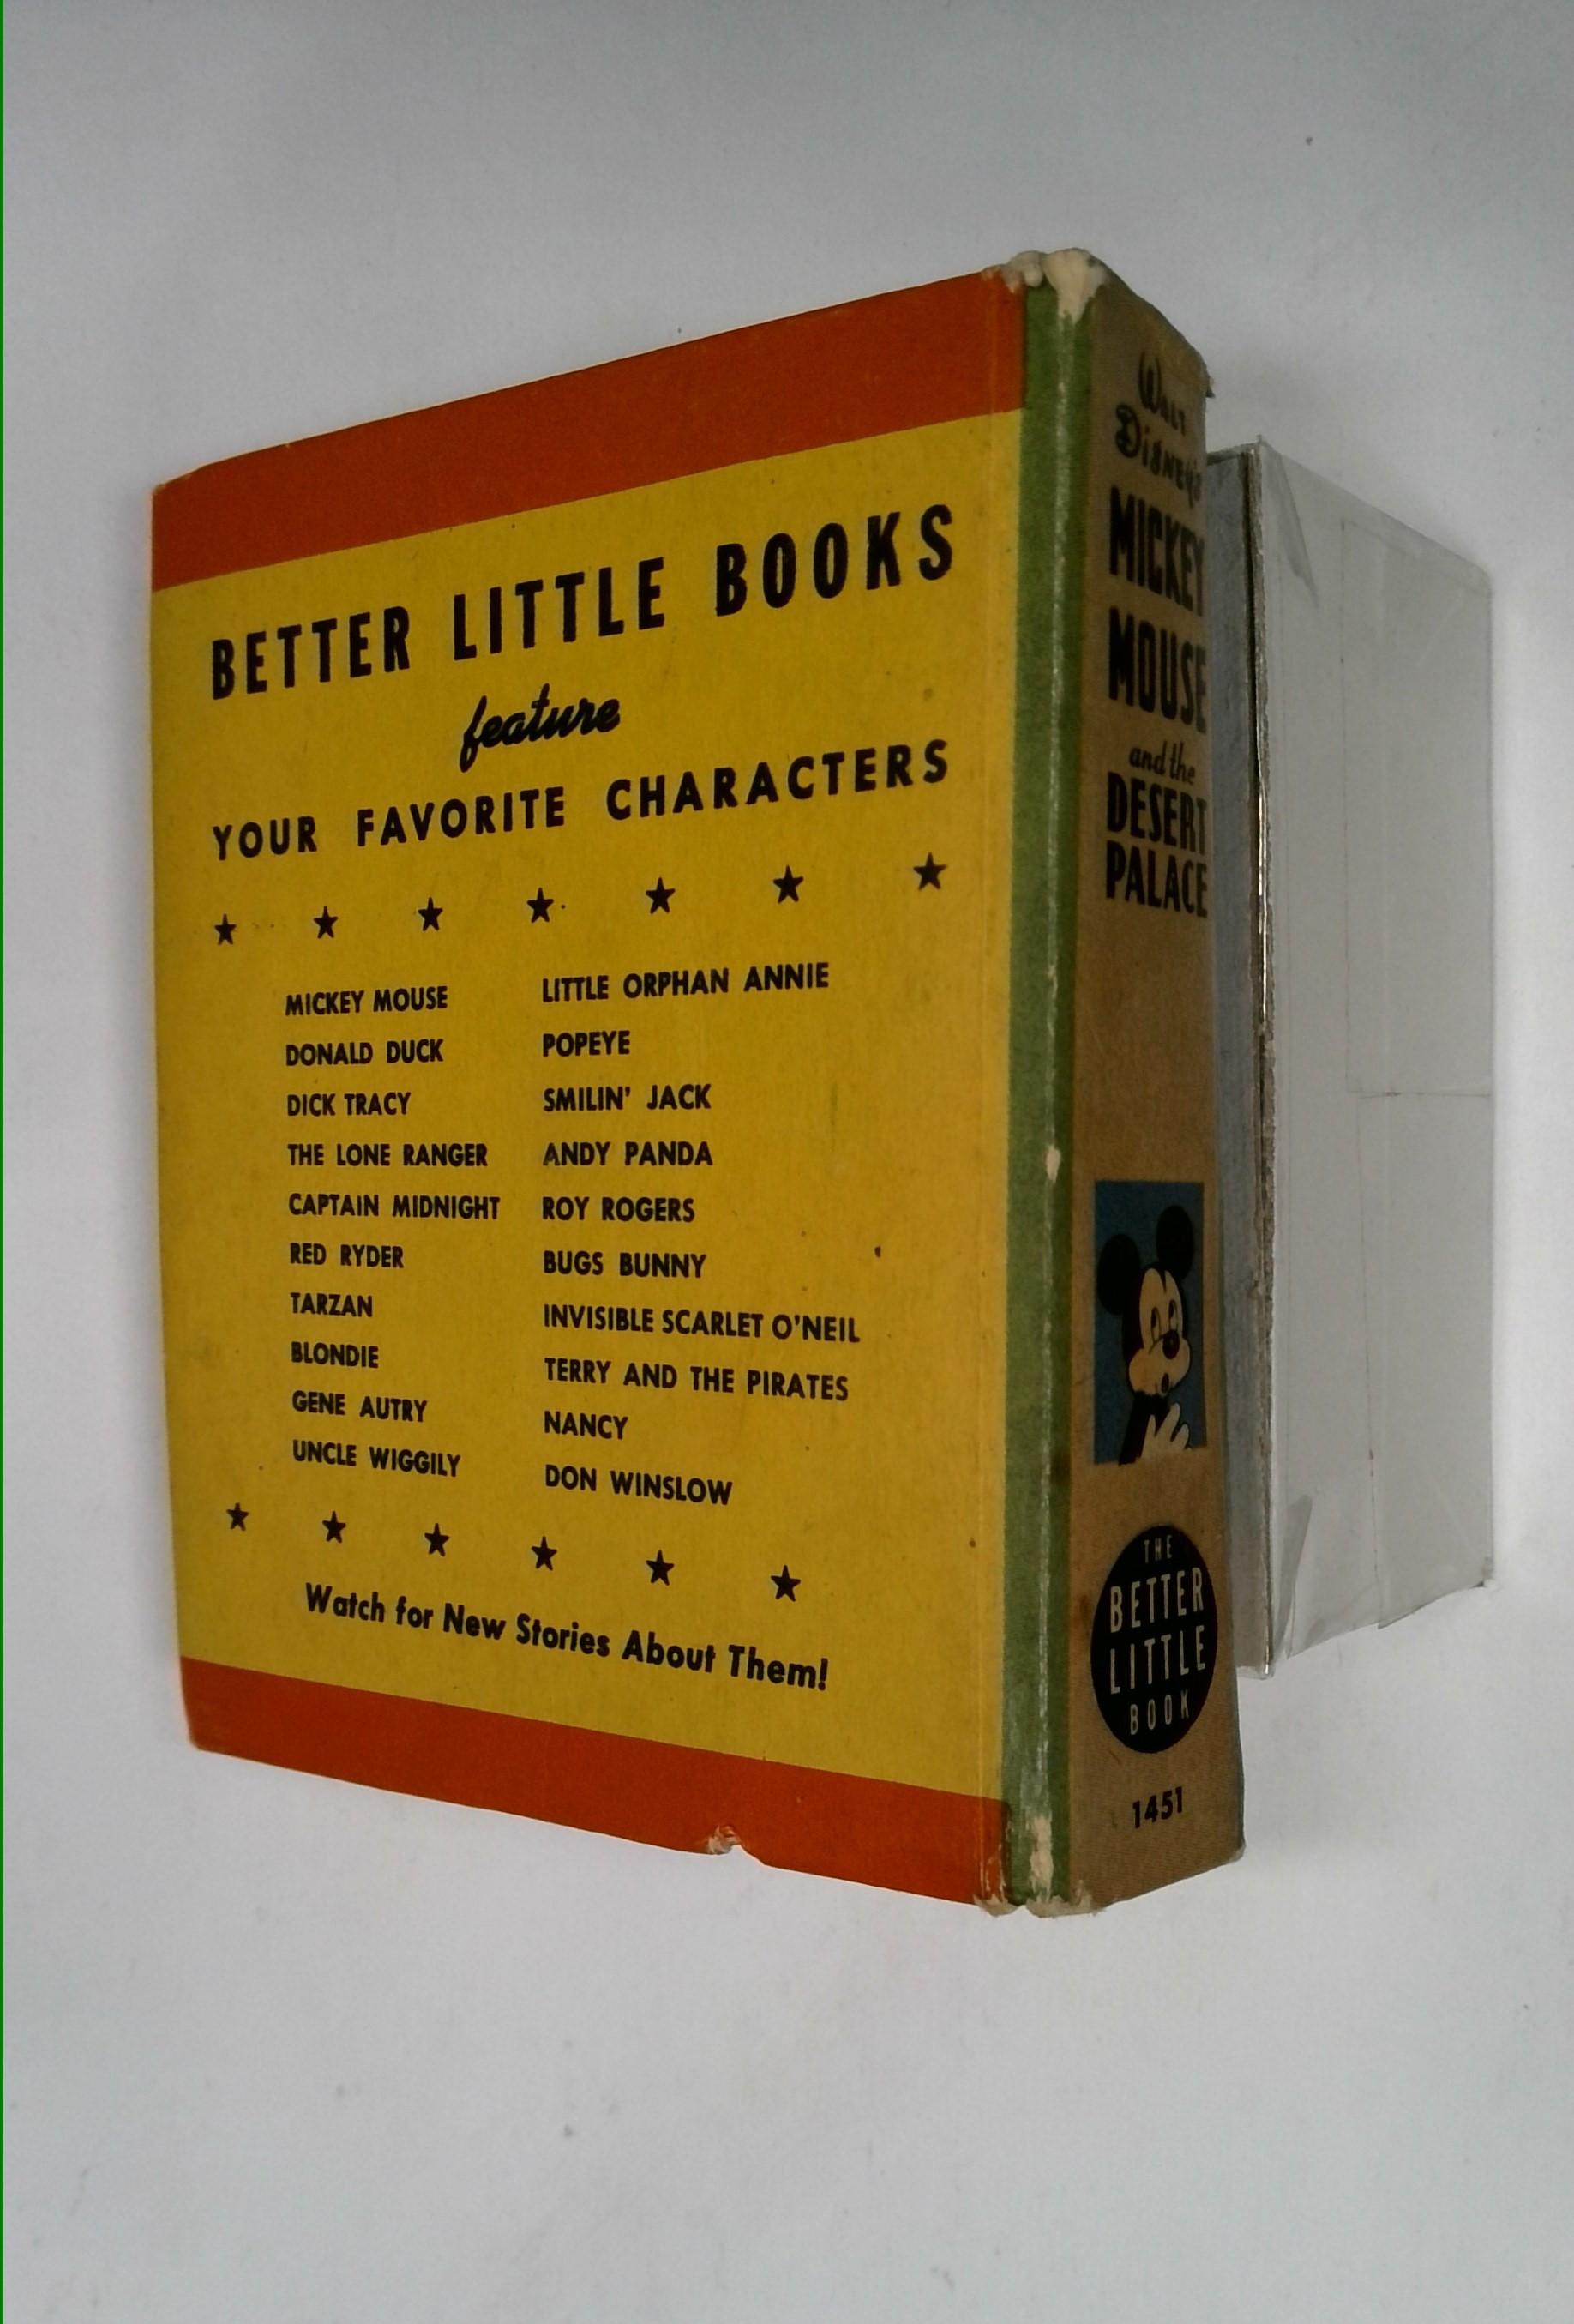 BETTER LITTLE BOOKS
feature
YOUR FAVORITE CHARACTERS
MICKEY MOUSE
DONALD DUCK
DICK TRACY
THE LONE RANGER
CAPTAIN MIDNIGHT
RED RYDER
TARZAN
BLONDIE
GENE AUTRY
UNCLE WIGGILY
LITTLE ORPHAN ANNIE
POPEYE
SMILIN' JACK
ANDY PANDA
ROY ROGERS
BUGS BUNNY
INVISIBLE SCARLET O'NEIL
TERRY AND THE PIRATES
NANCY
DON WINSLOW
Watch for New Stories About Them!
WALT
DISNEY'S
MICKEY
MOUSE
and the
DESERT
PALACE
THE
BETTER
LITTLE
BOOK
1451